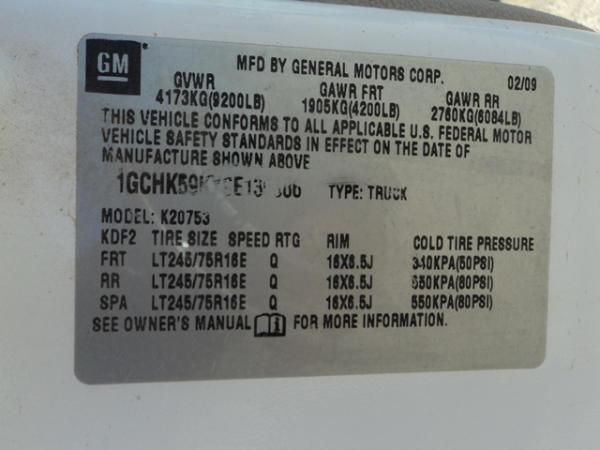 GM
MFD BY GENERAL MOTORS CORP. 02/09
GVWR GAWR FRT GAWR RR
4173KG(9200LB) 1905KG(4200LB) 2760KG(6084LB)
THIS VEHICLE CONFORMS TO ALL APPLICABLE U.S. FEDERAL MOTOR
VEHICLE SAFETY STANDARDS IN EFFECT ON THE DATE OF
MANUFACTURE SHOWN ABOVE
TYPE: TRUCK
MODEL: K20753
KDF2 TIRE SIZE SPEED RTG RIM COLD TIRE PRESSURE
FRT LT245/75R16E Q 16X6.5J 340KPA(50PSI)
RR LT245/75R16E Q 16X6.5J 550KPA(80PSI)
SPA LT245/75R16E Q 16X6.5J 550KPA(80PSI)
SEE OWNER'S MANUAL FOR MORE INFORMATION.